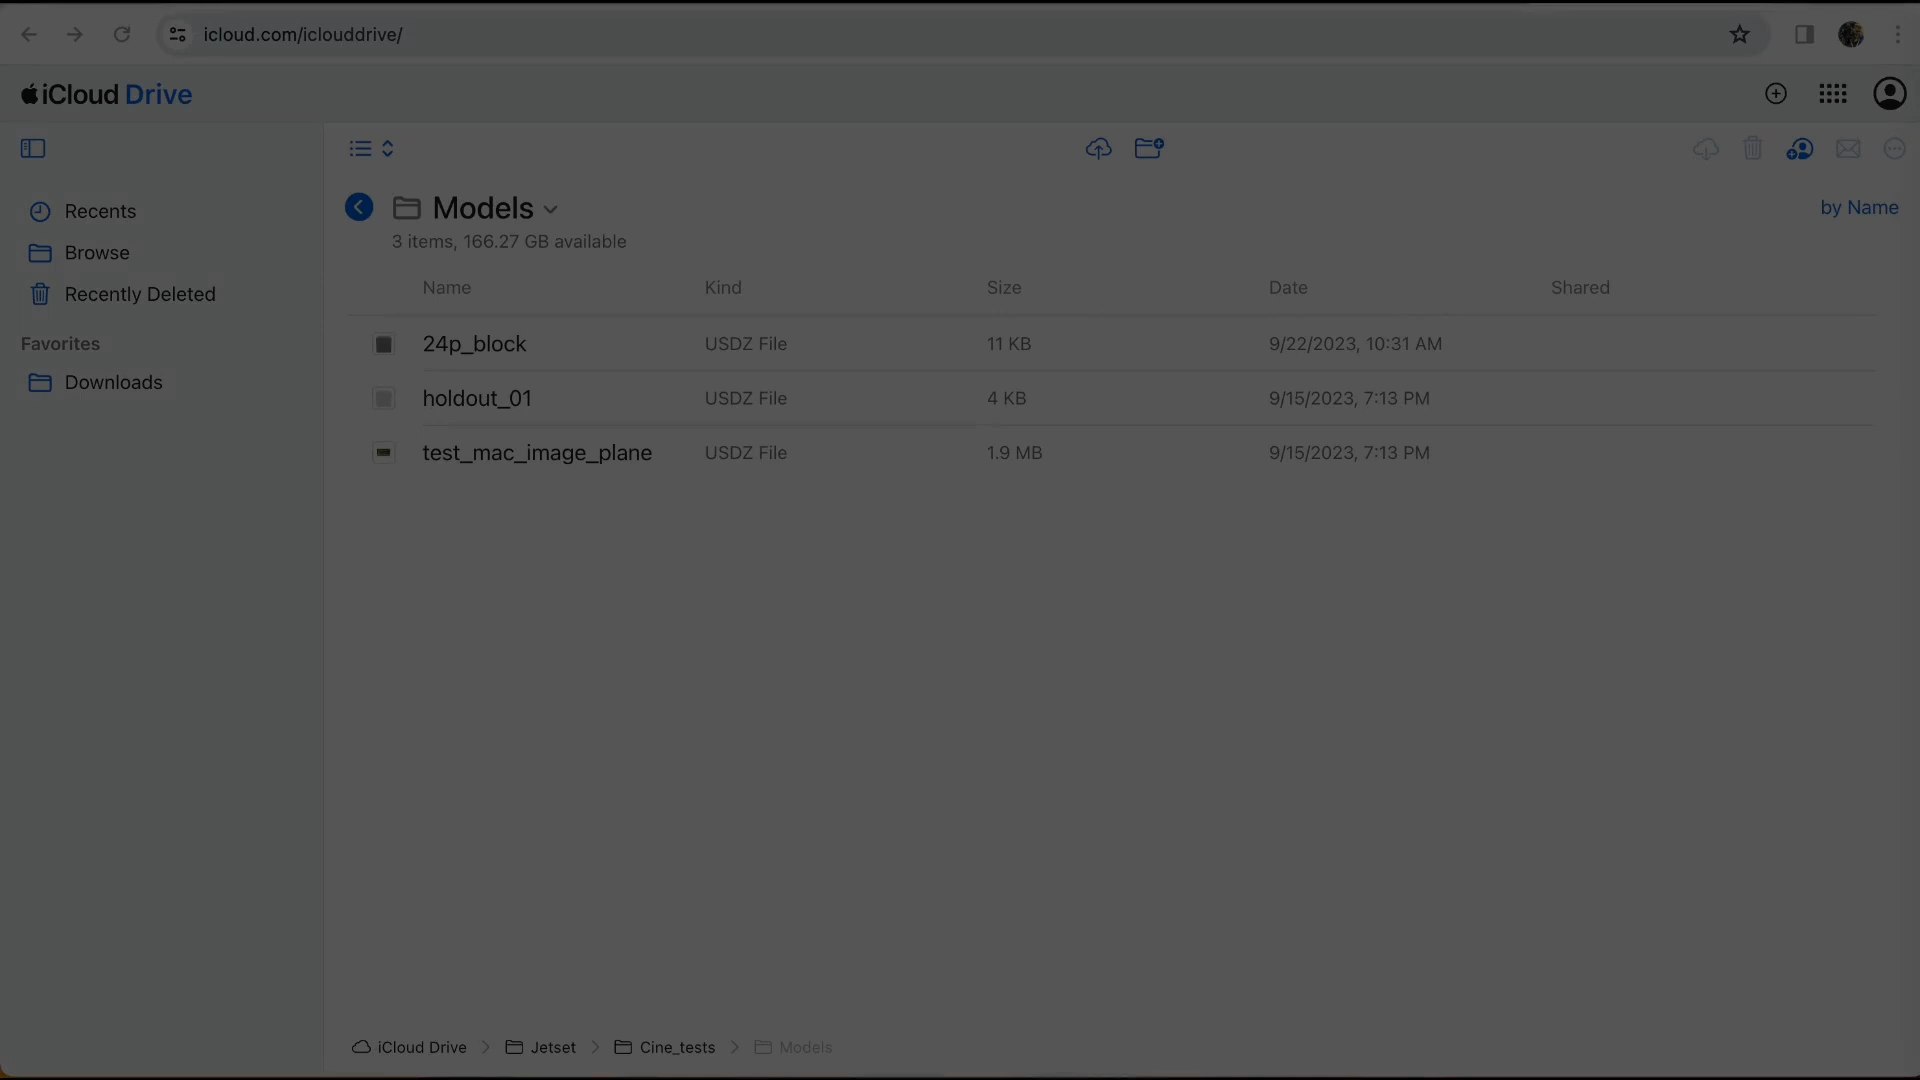 icloud.com/iclouddrive/
iCloud Drive
Recents
Browse
Recently Deleted
Favorites
Downloads
Models
by Name
3 items, 166.27 GB available
Name Kind Size Date Shared
24p_block USDZ File 11 KB 9/22/2023, 10:31 AM
holdout_01 USDZ File 4 KB 9/15/2023, 7:13 PM
test_mac_image_plane USDZ File 1.9 MB 9/15/2023, 7:13 PM
iCloud Drive Jetset Cine_tests Models